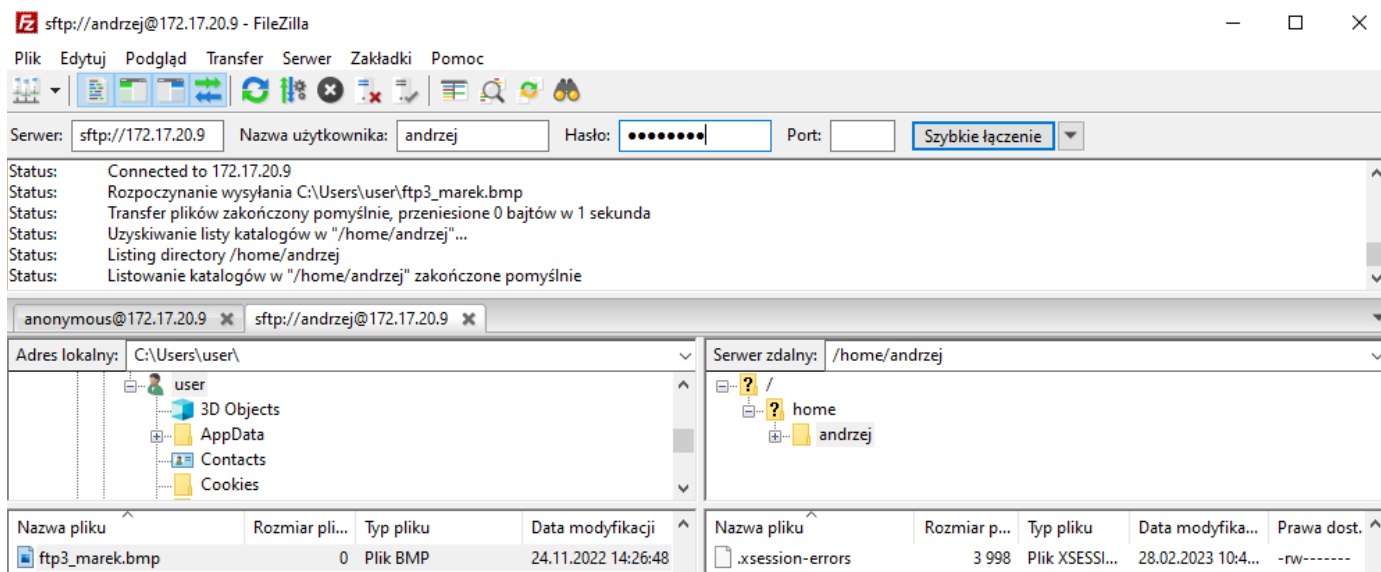 sftp://andrzej@172.17.20.9 - FileZilla
Plik Edytuj Podgląd Transfer Serwer Zakładki Pomoc
Serwer: sftp://172.17.20.9 Nazwa użytkownika: andrzej Hasło: ●●●●●●●● Port: Szybkie łączenie
Status: Connected to 172.17.20.9
Status: Rozpoczynanie wysyłania C:\Users\user\ftp3_marek.bmp
Status: Transfer plików zakończony pomyślnie, przeniesione 0 bajtów w 1 sekunda
Status: Uzyskiwanie listy katalogów w "/home/andrzej"...
Status: Listing directory /home/andrzej
Status: Listowanie katalogów w "/home/andrzej" zakończone pomyślnie
anonymous@172.17.20.9 sftp://andrzej@172.17.20.9
Adres lokalny: C:\Users\user\
user
3D Objects
AppData
Contacts
Cookies
Serwer zdalny: /home/andrzej
/
home
andrzej
Nazwa pliku Rozmiar pli... Typ pliku Data modyfikacji
ftp3_marek.bmp 0 Plik BMP 24.11.2022 14:26:48
Nazwa pliku Rozmiar p... Typ pliku Data modyfika... Prawa dost.
.xsession-errors 3 998 Plik XSESSI... 28.02.2023 10:4... -rw-------